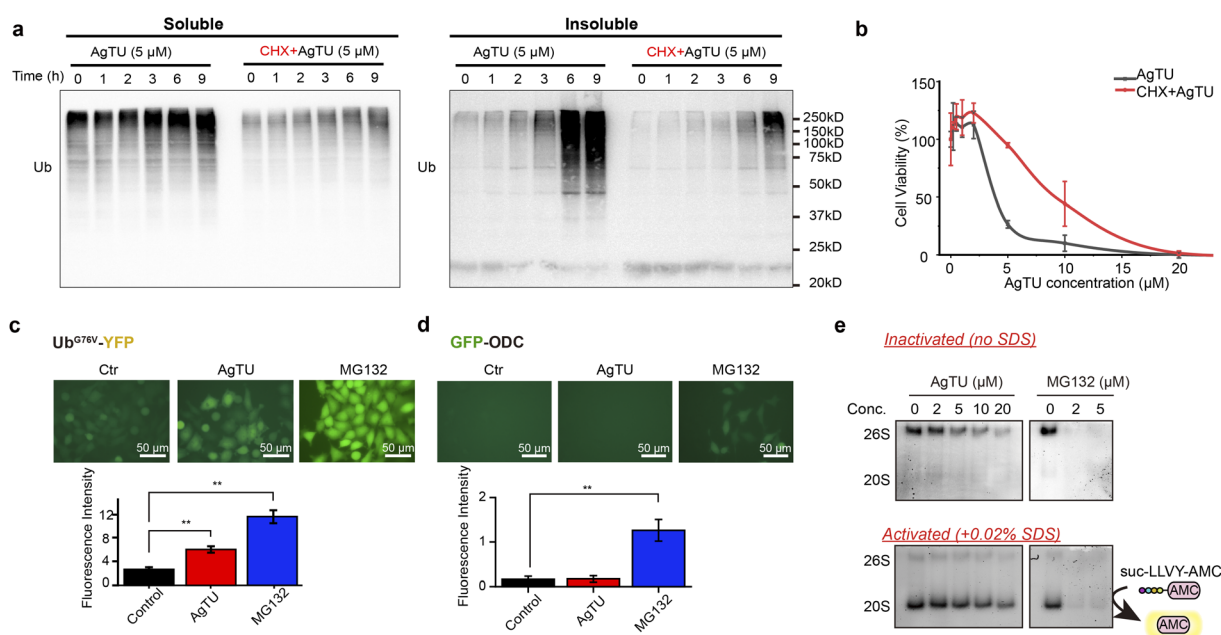 a
Soluble
Insoluble
AgTU (5 µM)
CHX+AgTU (5 µM)
AgTU (5 µM)
CHX+AgTU (5 µM)
Time (h) 0 1 2 3 6 9 0 1 2 3 6 9
0 1 2 3 6 9 0 1 2 3 6 9
Ub
Ub
250kD
150kD
100kD
75kD
50kD
37kD
25kD
20kD
b
AgTU
CHX+AgTU
Cell Viability (%)
150
100
50
0
0 5 10 15 20
AgTU concentration (µM)
c
UbG76V-YFP
Ctr AgTU MG132
50 µm 50 µm 50 µm
Fluorescence Intensity
12
8
4
0
**
**
Control AgTU MG132
d
GFP-ODC
Ctr AgTU MG132
50 µm 50 µm 50 µm
Fluorescence Intensity
2
1
0
**
Control AgTU MG132
e
Inactivated (no SDS)
AgTU (µM) MG132 (µM)
Conc. 0 2 5 10 20 0 2 5
26S
20S
Activated (+0.02% SDS)
26S
20S
suc-LLVY-AMC
AMC
AMC